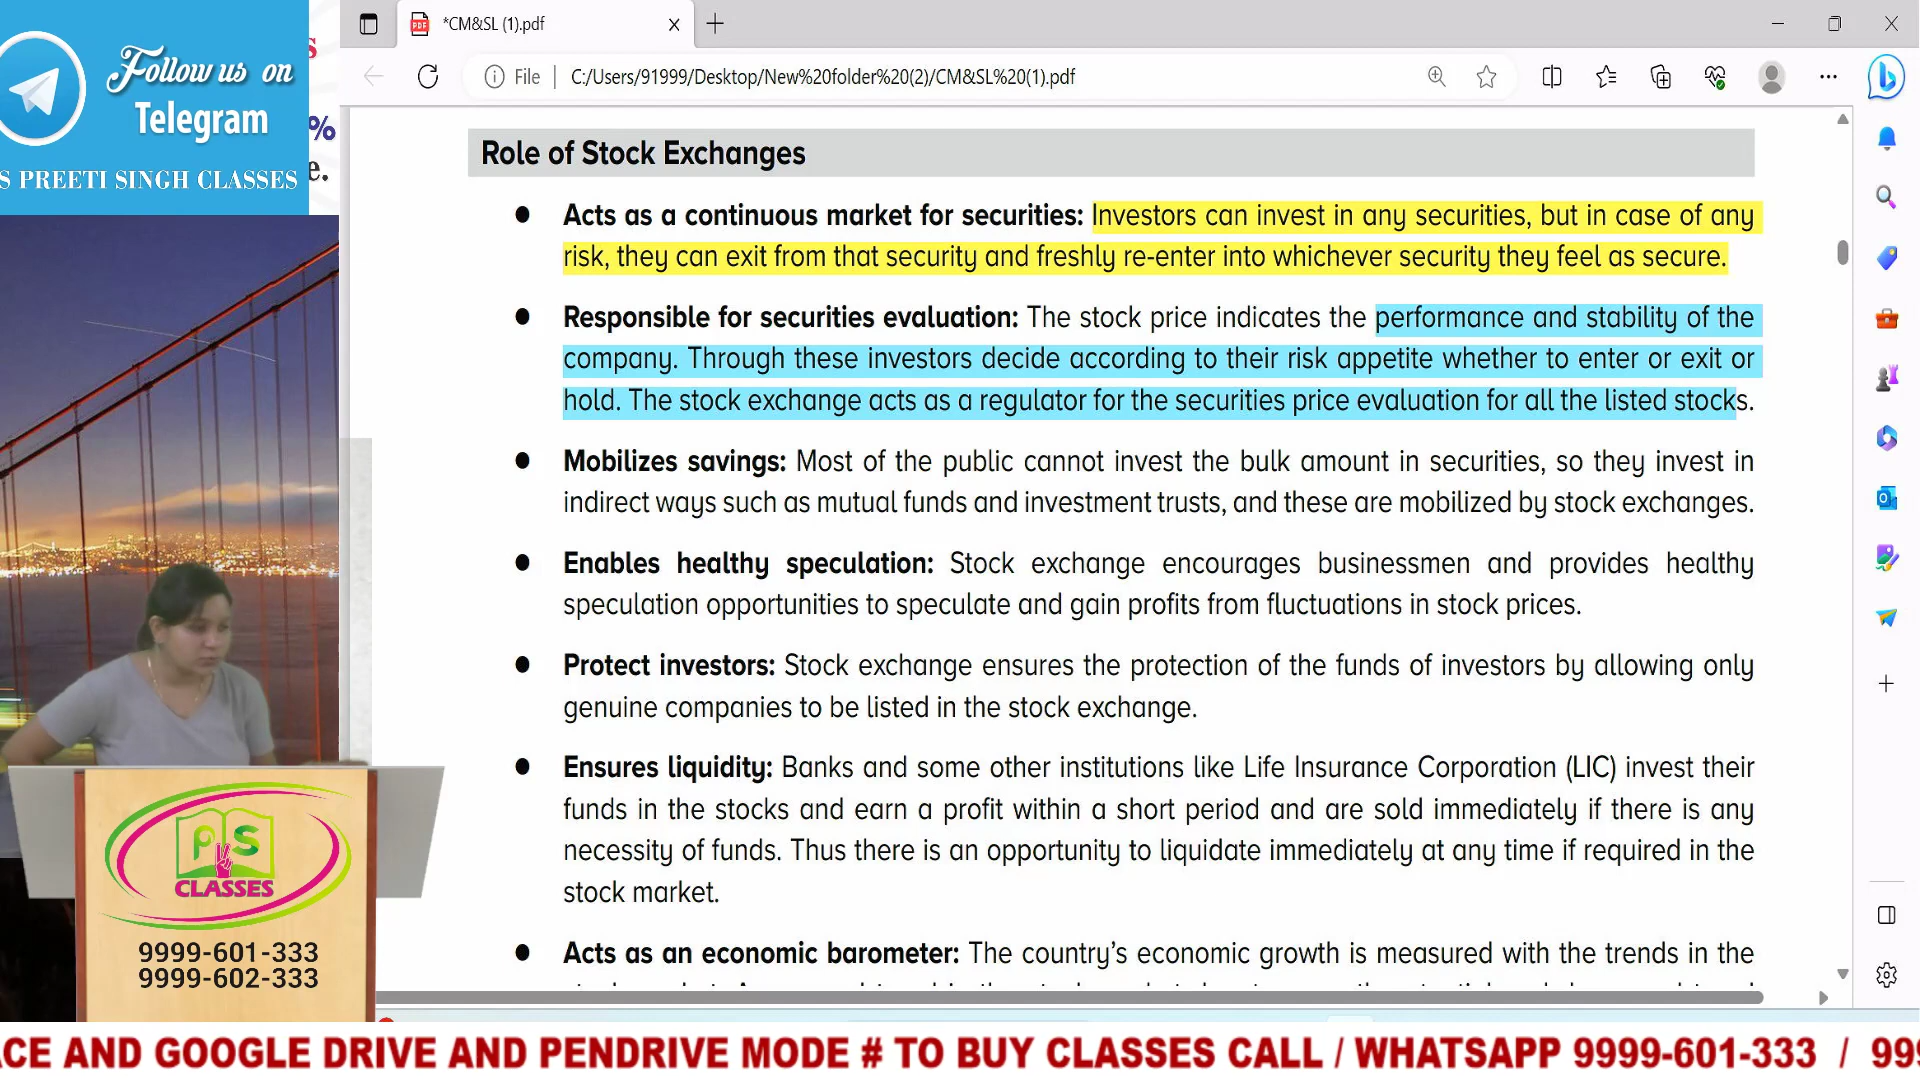 Follow us on
Telegram
S PREETI SINGH CLASSES
s
%
e.
*CM&SL (1).pdf
File
C:/Users/91999/Desktop/New%20folder%20(2)/CM&SL%20(1).pdf
Role of Stock Exchanges
● Acts as a continuous market for securities: Investors can invest in any securities, but in case of any
risk, they can exit from that security and freshly re-enter into whichever security they feel as secure.
● Responsible for securities evaluation: The stock price indicates the performance and stability of the
company. Through these investors decide according to their risk appetite whether to enter or exit or
hold. The stock exchange acts as a regulator for the securities price evaluation for all the listed stocks.
● Mobilizes savings: Most of the public cannot invest the bulk amount in securities, so they invest in
indirect ways such as mutual funds and investment trusts, and these are mobilized by stock exchanges.
● Enables healthy speculation: Stock exchange encourages businessmen and provides healthy
speculation opportunities to speculate and gain profits from fluctuations in stock prices.
● Protect investors: Stock exchange ensures the protection of the funds of investors by allowing only
genuine companies to be listed in the stock exchange.
● Ensures liquidity: Banks and some other institutions like Life Insurance Corporation (LIC) invest their
funds in the stocks and earn a profit within a short period and are sold immediately if there is any
necessity of funds. Thus there is an opportunity to liquidate immediately at any time if required in the
stock market.
● Acts as an economic barometer: The country's economic growth is measured with the trends in the
PS
CLASSES
9999-601-333
9999-602-333
CE AND GOOGLE DRIVE AND PENDRIVE MODE # TO BUY CLASSES CALL / WHATSAPP 9999-601-333 / 999